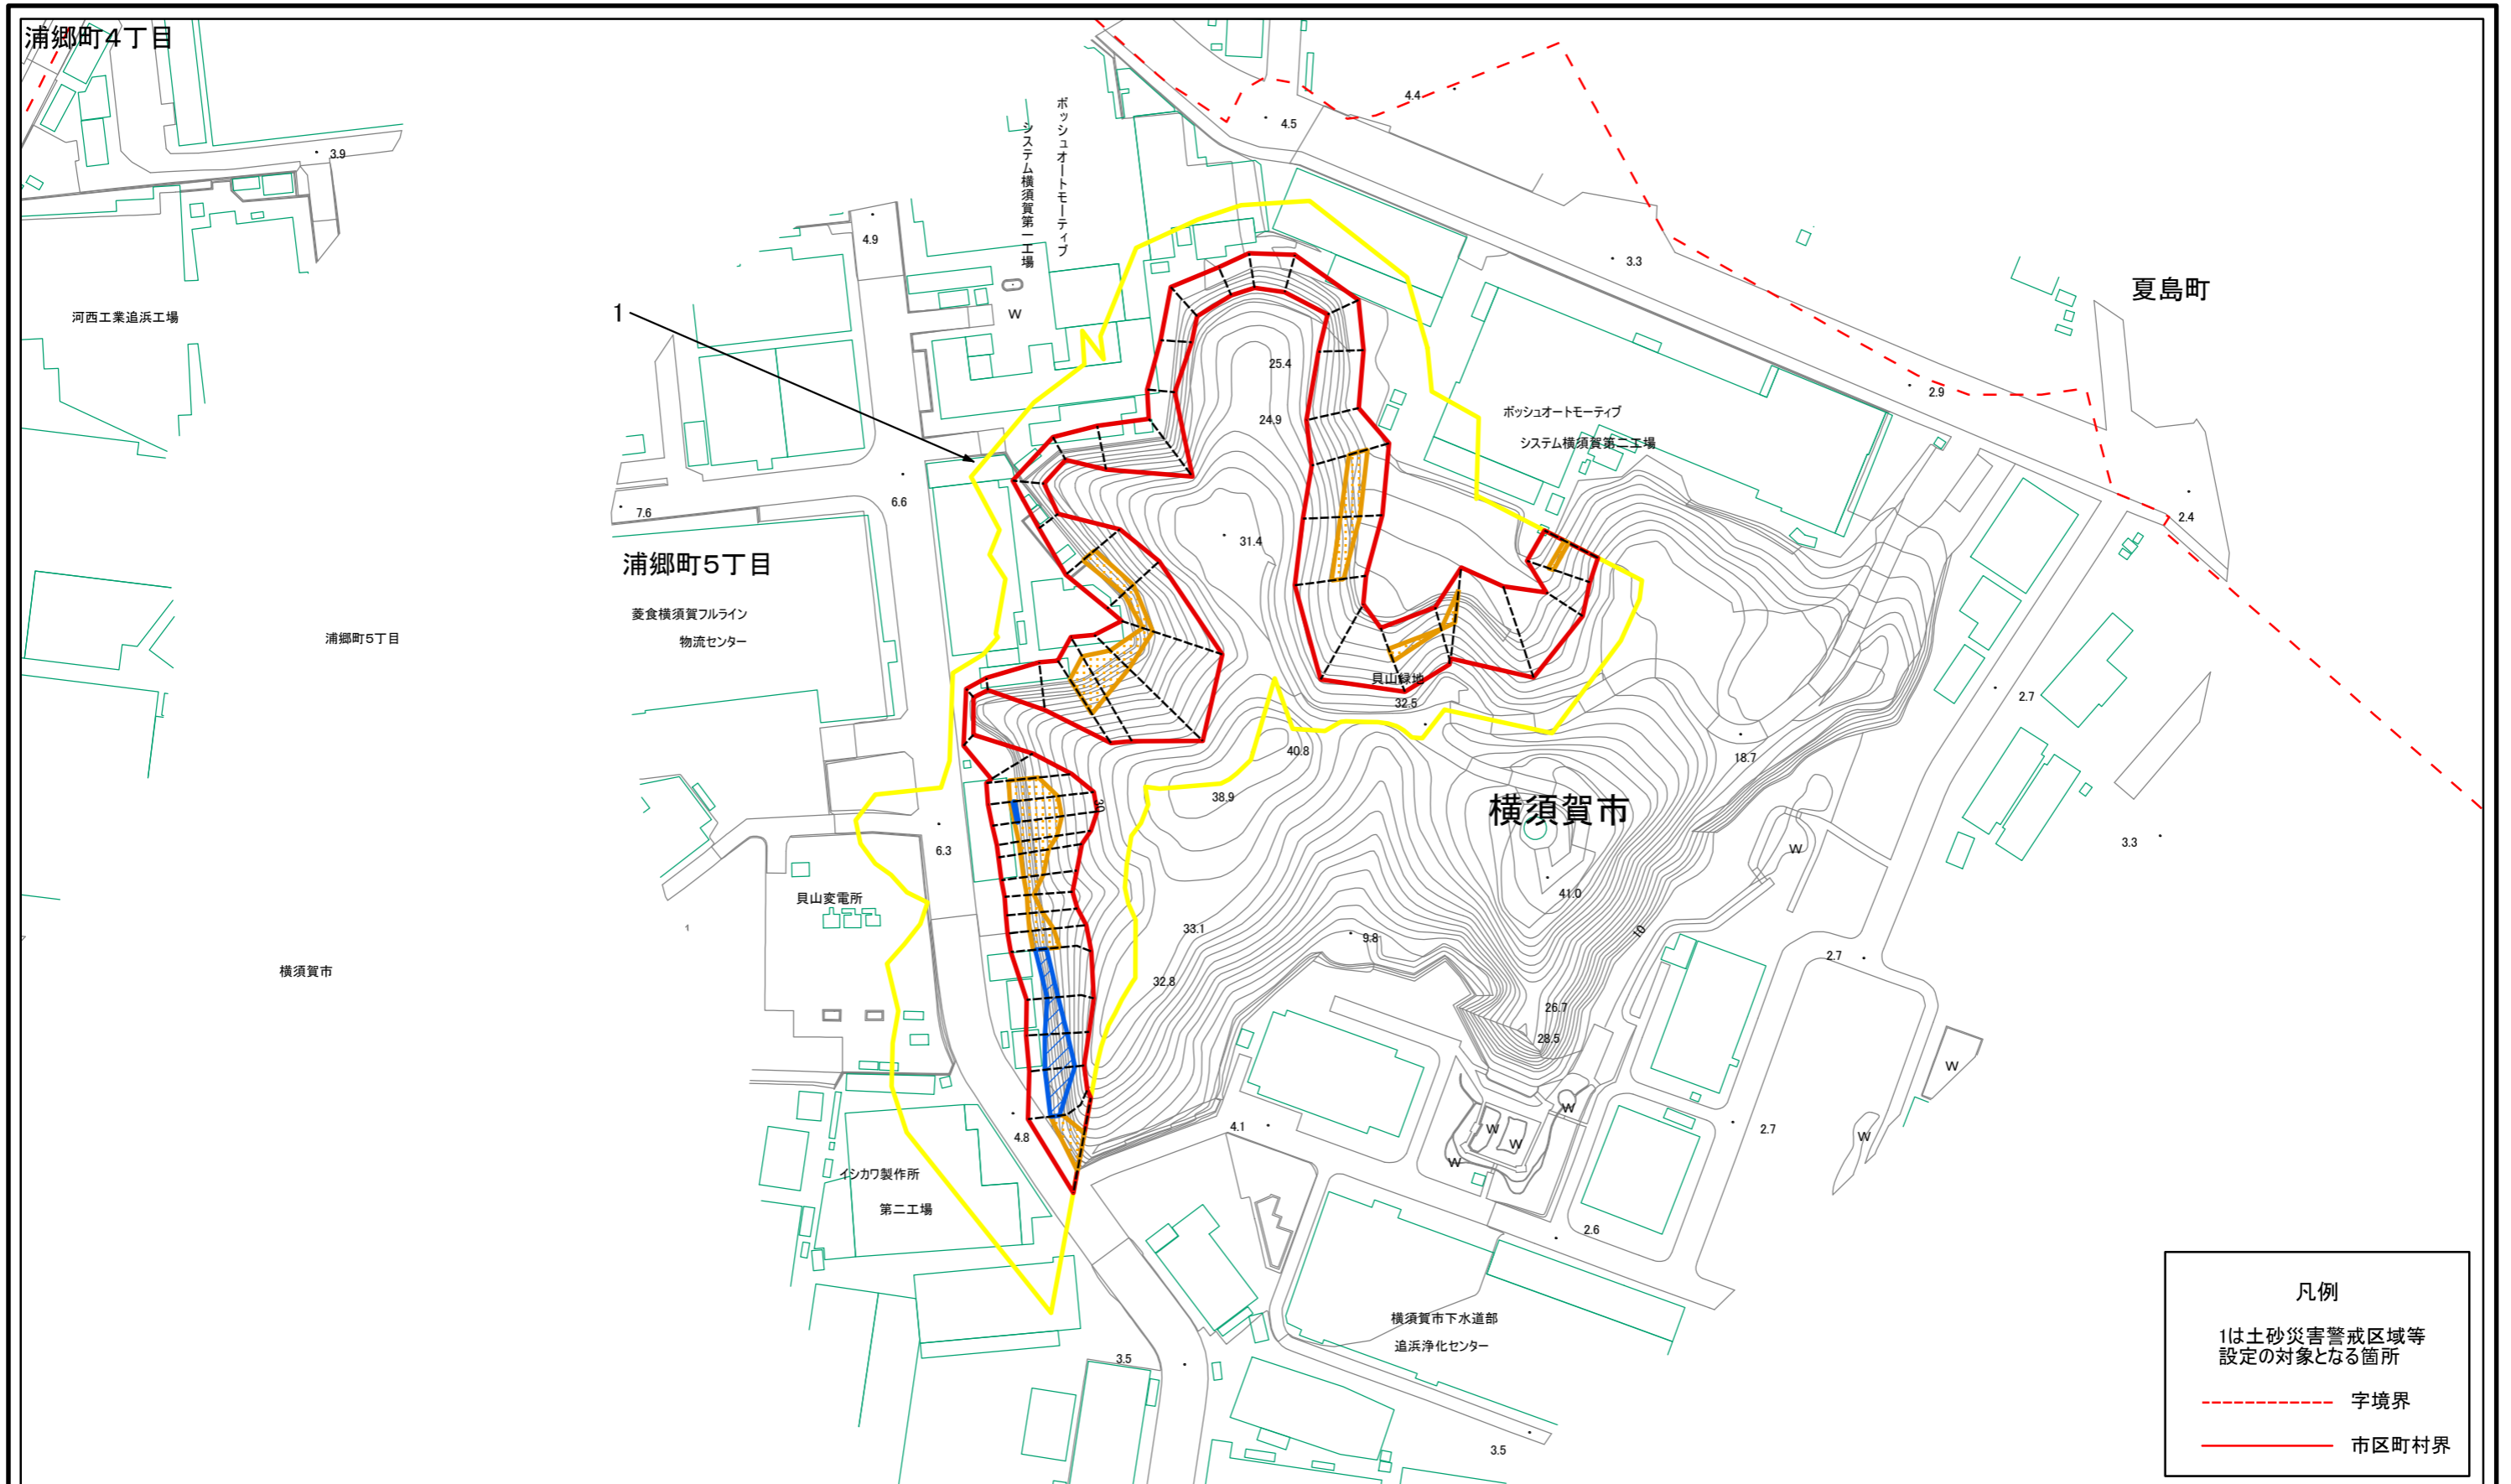 浦郷町4丁目
3.9
河西工業追浜工場
浦郷町5丁目
横須賀市
4.9
ボッシュオートモーティブ
システム横須賀第一工場
W
1
7.6
6.6
浦郷町5丁目
菱食横須賀フルライン
物流センター
4.4
4.5
3.3
夏島町
2.9
2.4
25.4
24.9
ボッシュオートモーティブ
システム横須賀第二工場
31.4
貝山緑地
32.5
40.8
38.9
30
18.7
横須賀市
41.0
2.7
3.3
W
6.3
貝山変電所
1
33.1
9.8
10
2.7
32.8
26.7
28.5
W
W
W
W
W
W
4.8
4.1
2.7
イシカワ製作所
第二工場
2.6
横須賀市下水道部
追浜浄化センター
3.5
3.5
凡例
1は土砂災害警戒区域等
設定の対象となる箇所
字境界
市区町村界